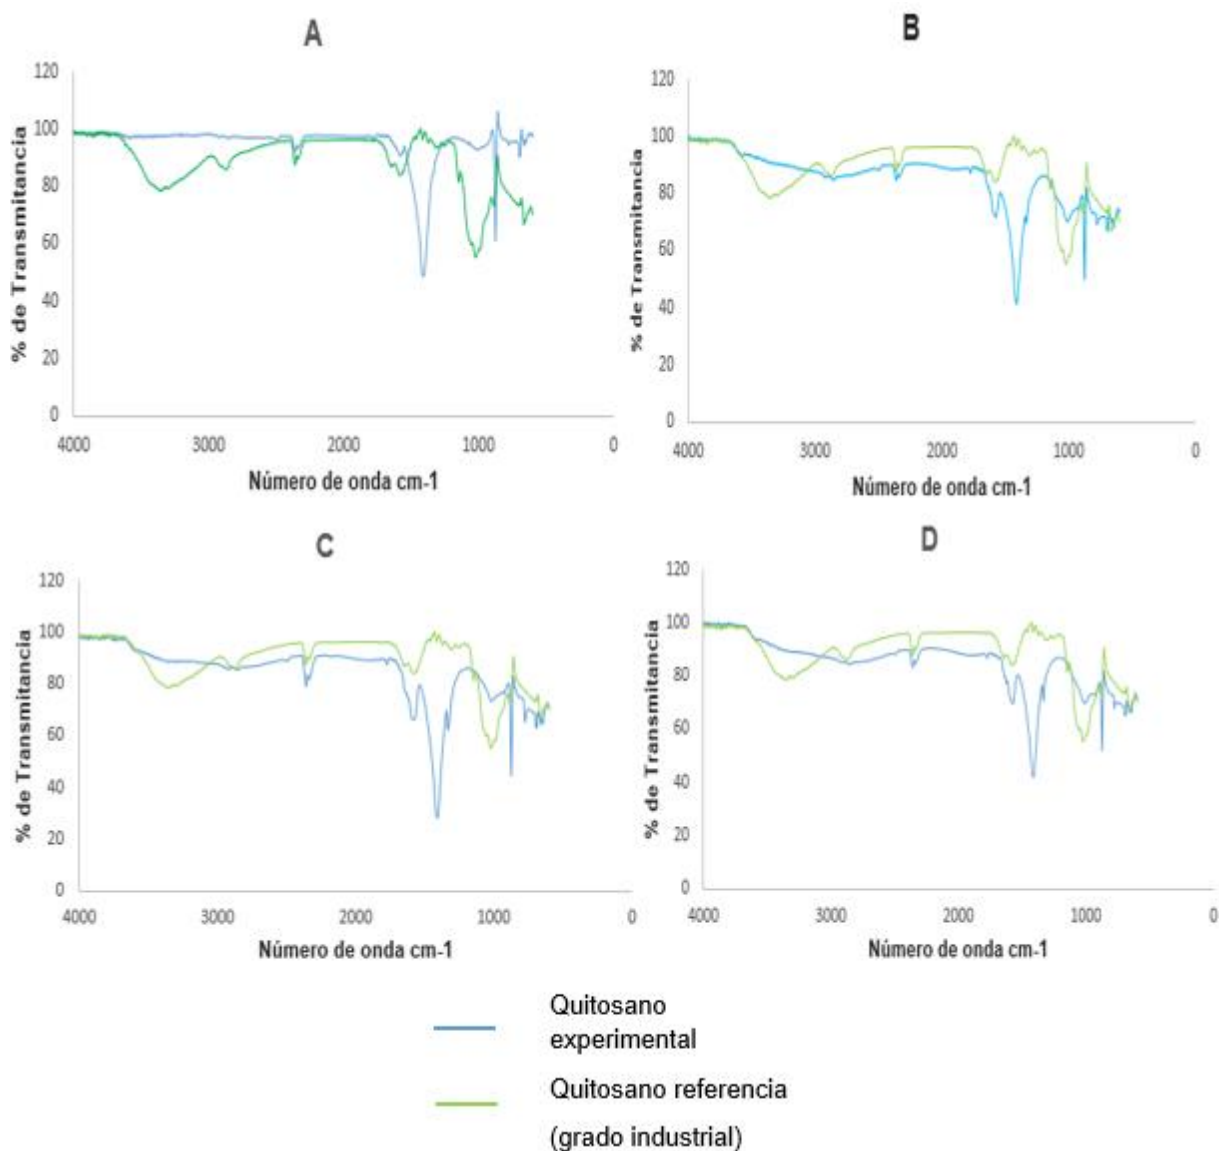 A
120
100
80
60
40
20
0
% de Transmitancia
4000 3000 2000 1000 0
Número de onda cm-1
B
120
100
80
60
40
20
0
% de Transmitancia
4000 3000 2000 1000 0
Número de onda cm-1
C
120
100
80
60
40
20
0
% de Transmitancia
4000 3000 2000 1000 0
Número de onda cm-1
D
120
100
80
60
40
20
0
% de Transmitancia
4000 3000 2000 1000 0
Número de onda cm-1
Quitosano
experimental
Quitosano referencia
(grado industrial)